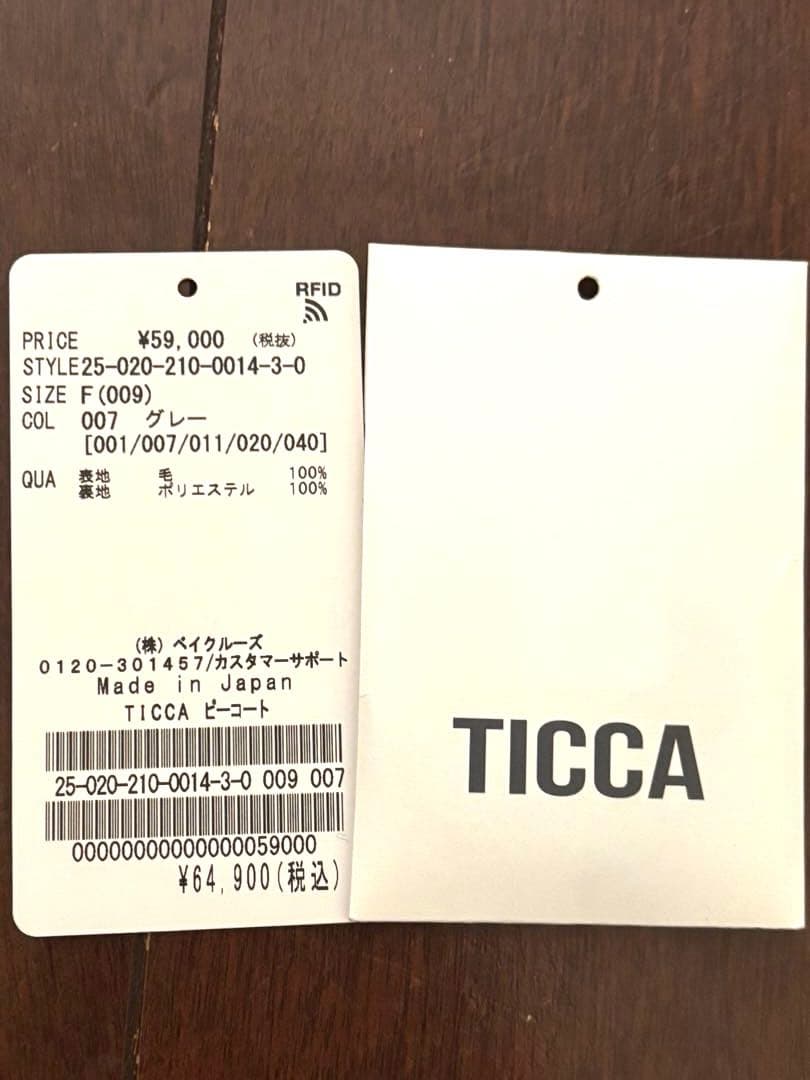 RFID
PRICE ¥59,000 (税抜)
STYLE25-020-210-0014-3-0
SIZE F(009)
COL 007 グレー
[001/007/011/020/040]
QUA 表地 毛 100%
裏地 ポリエステル 100%
(株) ベイクルーズ
0120-301457/カスタマーサポート
Made in Japan
TICCA ピーコート
25-020-210-0014-3-0 009 007
00000000000000059000
¥64,900(税込)
TICCA